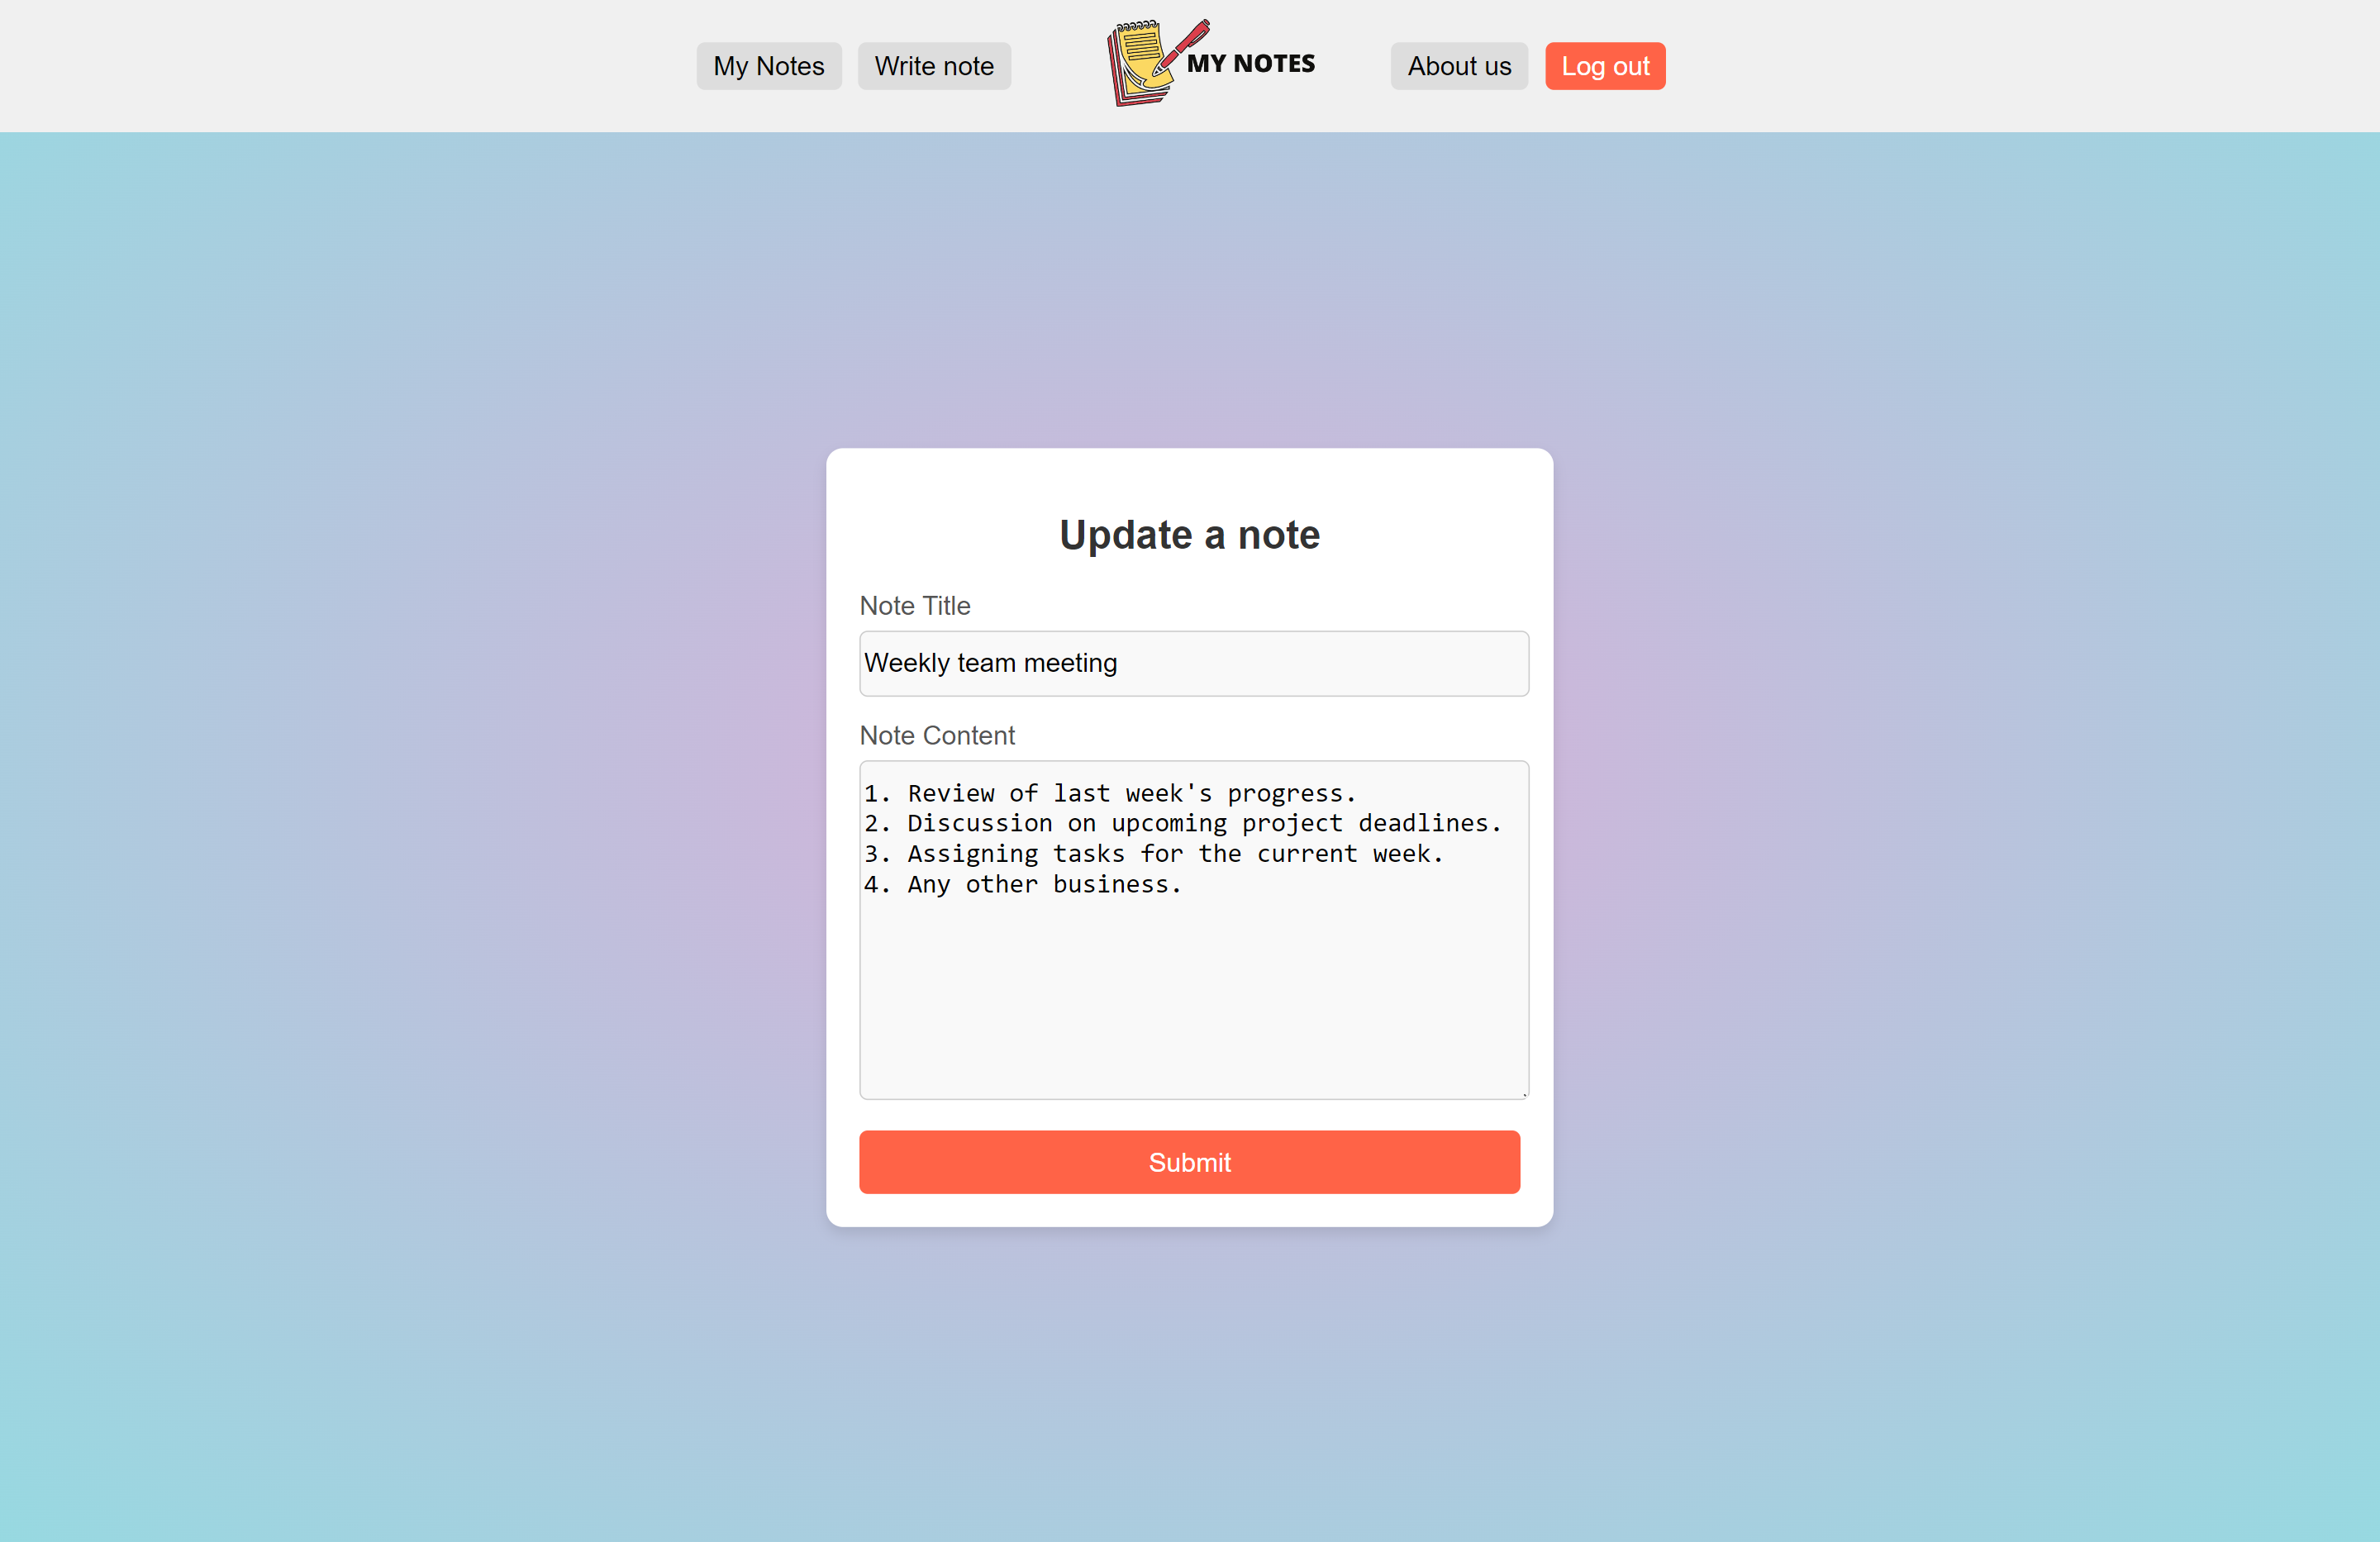 My Notes
Write note
MY NOTES
About us
Log out
Update a note
Note Title
Weekly team meeting
Note Content
1. Review of last week's progress.
2. Discussion on upcoming project deadlines.
3. Assigning tasks for the current week.
4. Any other business.
Submit